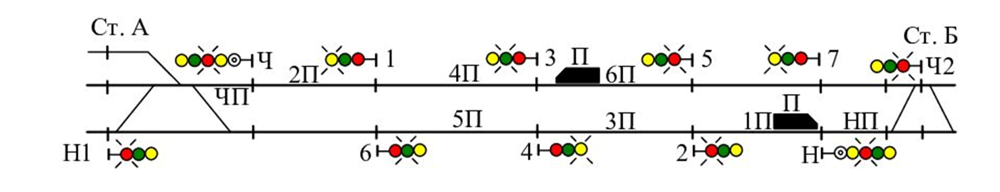 Ст. А
Ст. Б
Ч 1 3 П 5 7 Ч2
2П 4П 6П
ЧП
5П 3П 1П П НП
Н1 6 4 2 Н